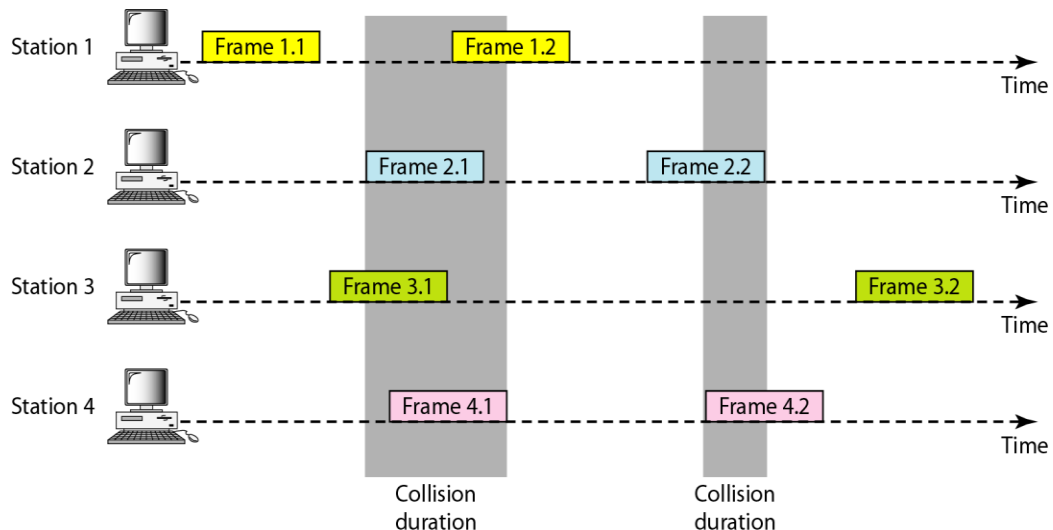 Station 1
Frame 1.1
Frame 1.2
Time
Station 2
Frame 2.1
Frame 2.2
Time
Station 3
Frame 3.1
Frame 3.2
Time
Station 4
Frame 4.1
Frame 4.2
Time
Collision
duration
Collision
duration